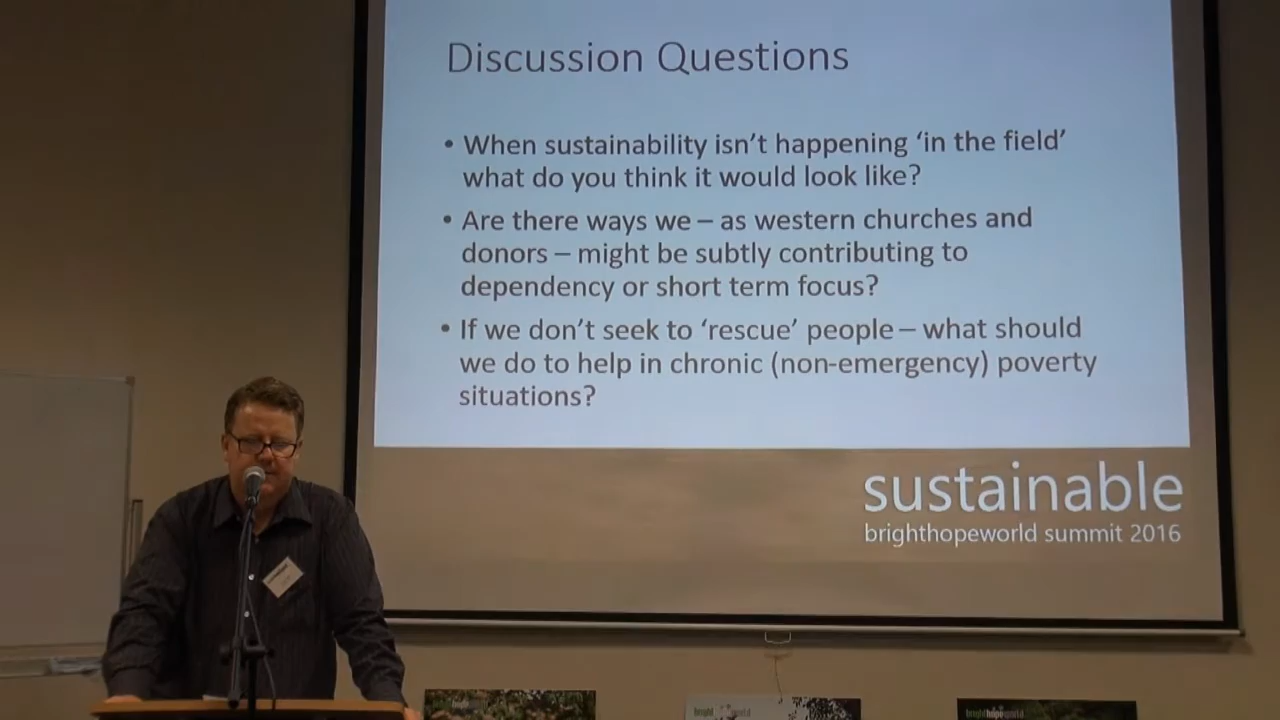 Discussion Questions
• When sustainability isn't happening ‘in the field’
what do you think it would look like?
• Are there ways we – as western churches and
donors – might be subtly contributing to
dependency or short term focus?
• If we don't seek to ‘rescue’ people – what should
we do to help in chronic (non-emergency) poverty
situations?
sustainable
brighthopeworld summit 2016
brighthopeworld